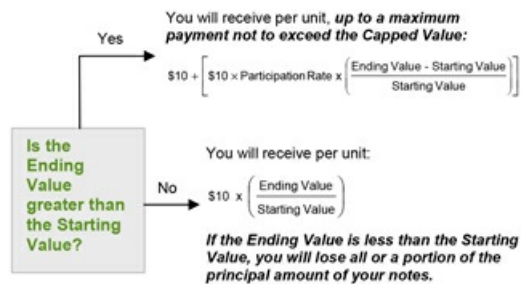 You will receive per unit, up to a maximum
payment not to exceed the Capped Value:
Yes
$10 + [ $10 × Participation Rate x ( Ending Value - Starting Value / Starting Value ) ]
Is the
Ending
Value
greater than
the Starting
Value?
You will receive per unit:
No
$10 x ( Ending Value / Starting Value )
If the Ending Value is less than the Starting
Value, you will lose all or a portion of the
principal amount of your notes.